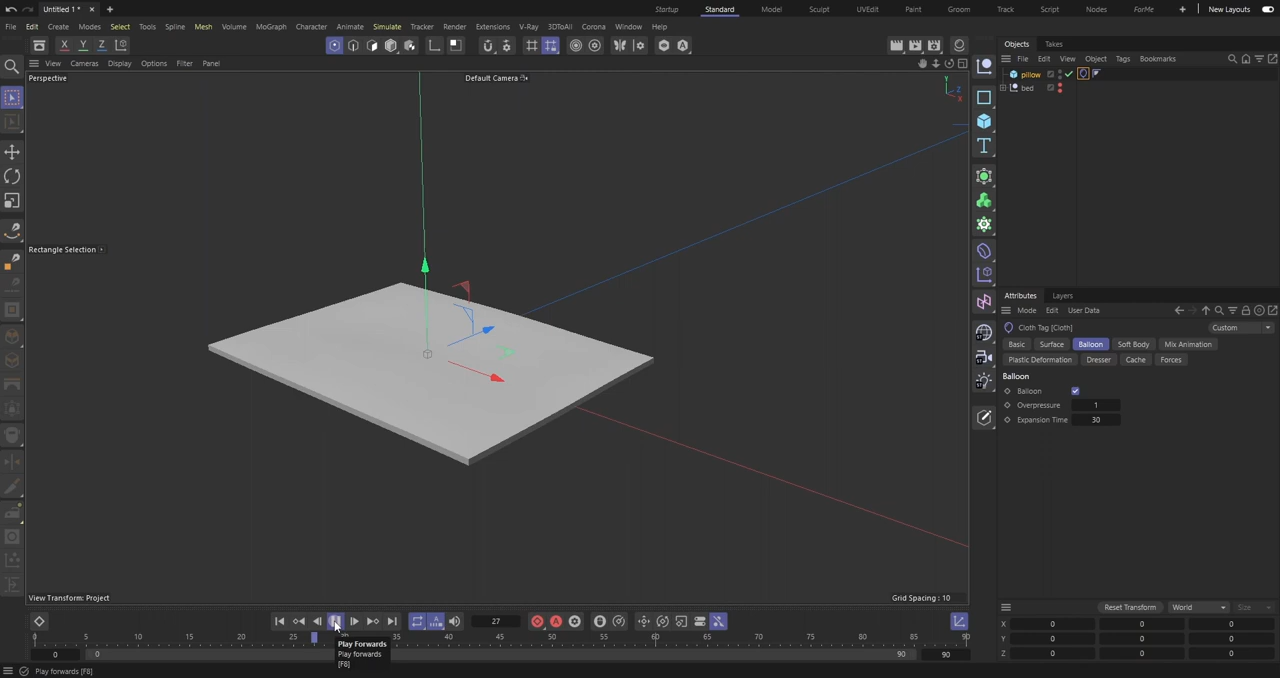 Untitled 1 *
Startup
Standard
Model
Sculpt
UVEdit
Paint
Groom
Track
Script
Nodes
ForMe
New Layouts
File Edit Create Modes Select Tools Spline Mesh Volume MoGraph Character Animate Simulate Tracker Render Extensions V-Ray 3DToAll Corona Window Help
Objects Takes
View Cameras Display Options Filter Panel
File Edit View Object Tags Bookmarks
Perspective
Default Camera
pillow
bed
Y
Z
X
Rectangle Selection
Attributes Layers
Mode Edit User Data
Cloth Tag [Cloth]
Custom
Basic Surface Balloon Soft Body Mix Animation
Plastic Deformation Dresser Cache Forces
Balloon
Balloon
Overpressure 1
Expansion Time 30
View Transform: Project
Grid Spacing : 10
27
Reset Transform World Size
X 0 0 0
Y 0 0 0
Z 0 0 0
0 5 10 15 20 25 30 35 40 45 50 55 60 65 70 75 80 85 90
0 0 90 90
Play Forwards
Play forwards
[F8]
Play forwards [F8]